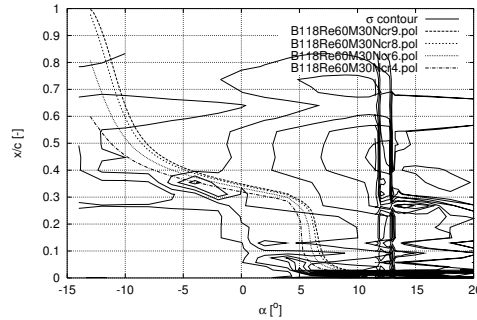 σ contour
B118Re60M30Ncr9.pol
B118Re60M30Ncr8.pol
B118Re60M30Ncr6.pol
B118Re60M30Ncr4.pol
1
0.9
0.8
0.7
0.6
0.5
0.4
0.3
0.2
0.1
0
x/c [-]
-15 -10 -5 0 5 10 15 20
α [°]